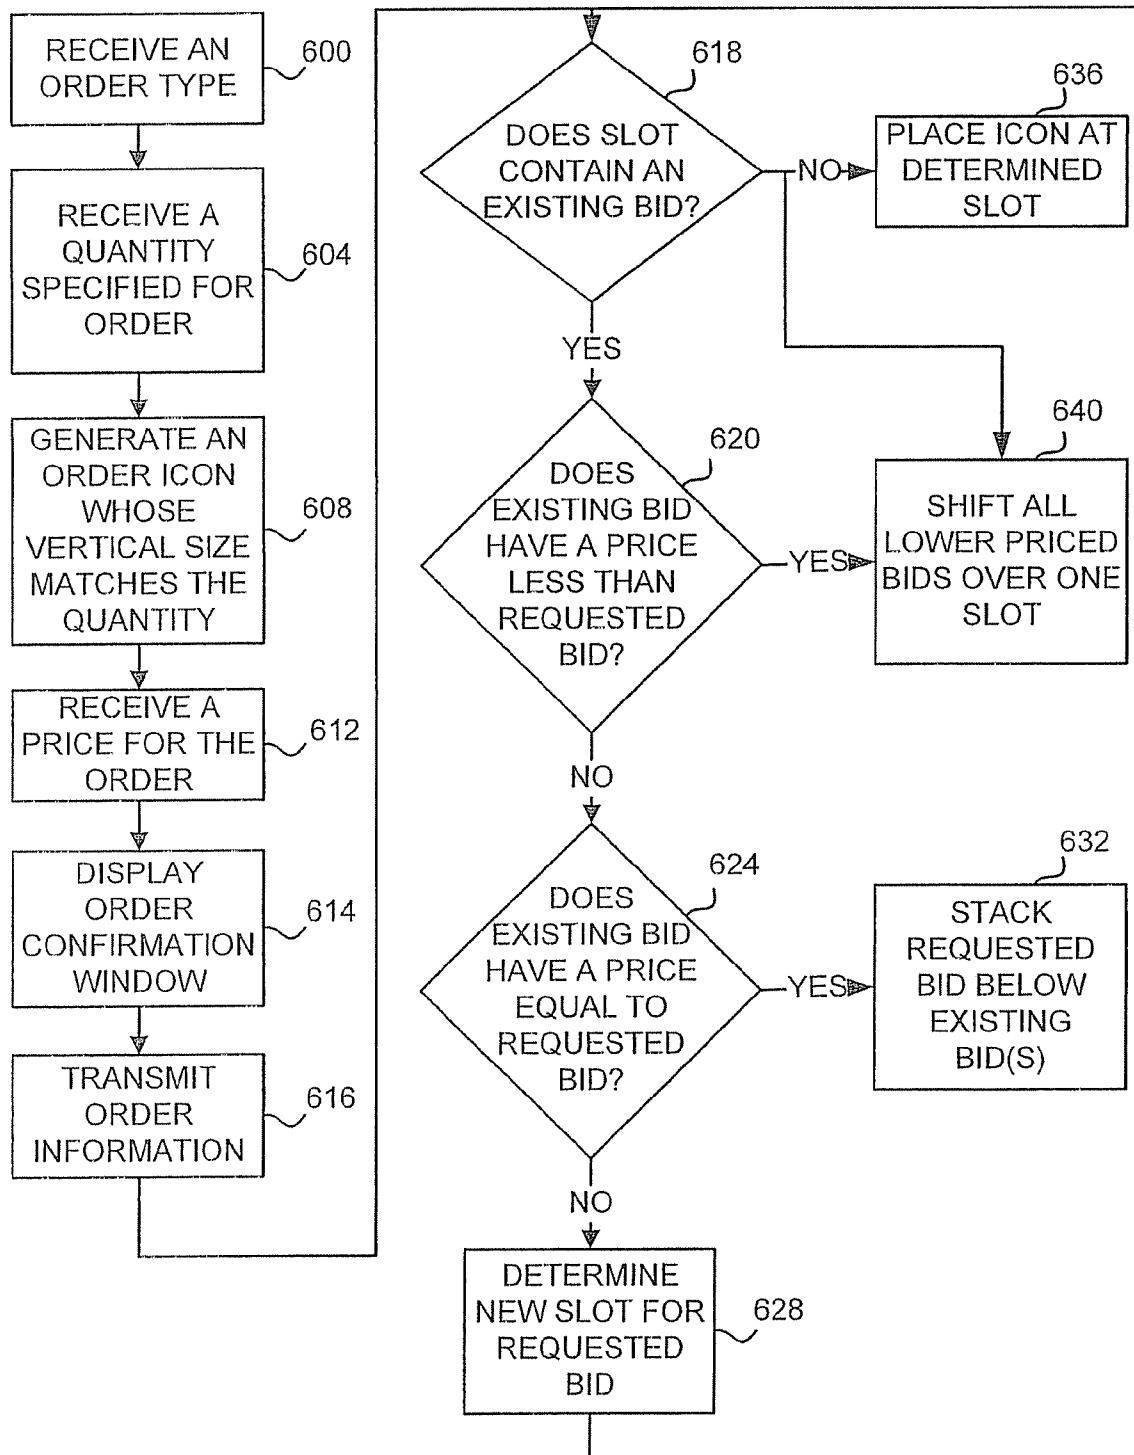 RECEIVE AN
ORDER TYPE
600
RECEIVE A
QUANTITY
SPECIFIED FOR
ORDER
604
GENERATE AN
ORDER ICON
WHOSE
VERTICAL SIZE
MATCHES THE
QUANTITY
608
RECEIVE A
PRICE FOR THE
ORDER
612
DISPLAY
ORDER
CONFIRMATION
WINDOW
614
TRANSMIT
ORDER
INFORMATION
616
DOES SLOT
CONTAIN AN
EXISTING BID?
618
NO
PLACE ICON AT
DETERMINED
SLOT
636
YES
DOES
EXISTING BID
HAVE A PRICE
LESS THAN
REQUESTED
BID?
620
YES
SHIFT ALL
LOWER PRICED
BIDS OVER ONE
SLOT
640
NO
DOES
EXISTING BID
HAVE A PRICE
EQUAL TO
REQUESTED
BID?
624
YES
STACK
REQUESTED
BID BELOW
EXISTING
BID(S)
632
NO
DETERMINE
NEW SLOT FOR
REQUESTED
BID
628